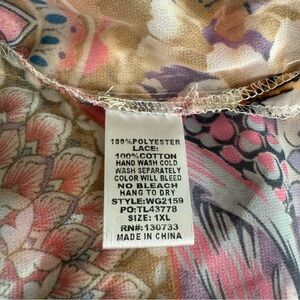 100%POLYESTER
LACE:
100%COTTON
HAND WASH COLD
WASH SEPARATELY
COLOR WILL BLEED
NO BLEACH
HANG TO DRY
STYLE:WG2159
PO:TL43778
SIZE: 1XL
RN#: 130733
MADE IN CHINA